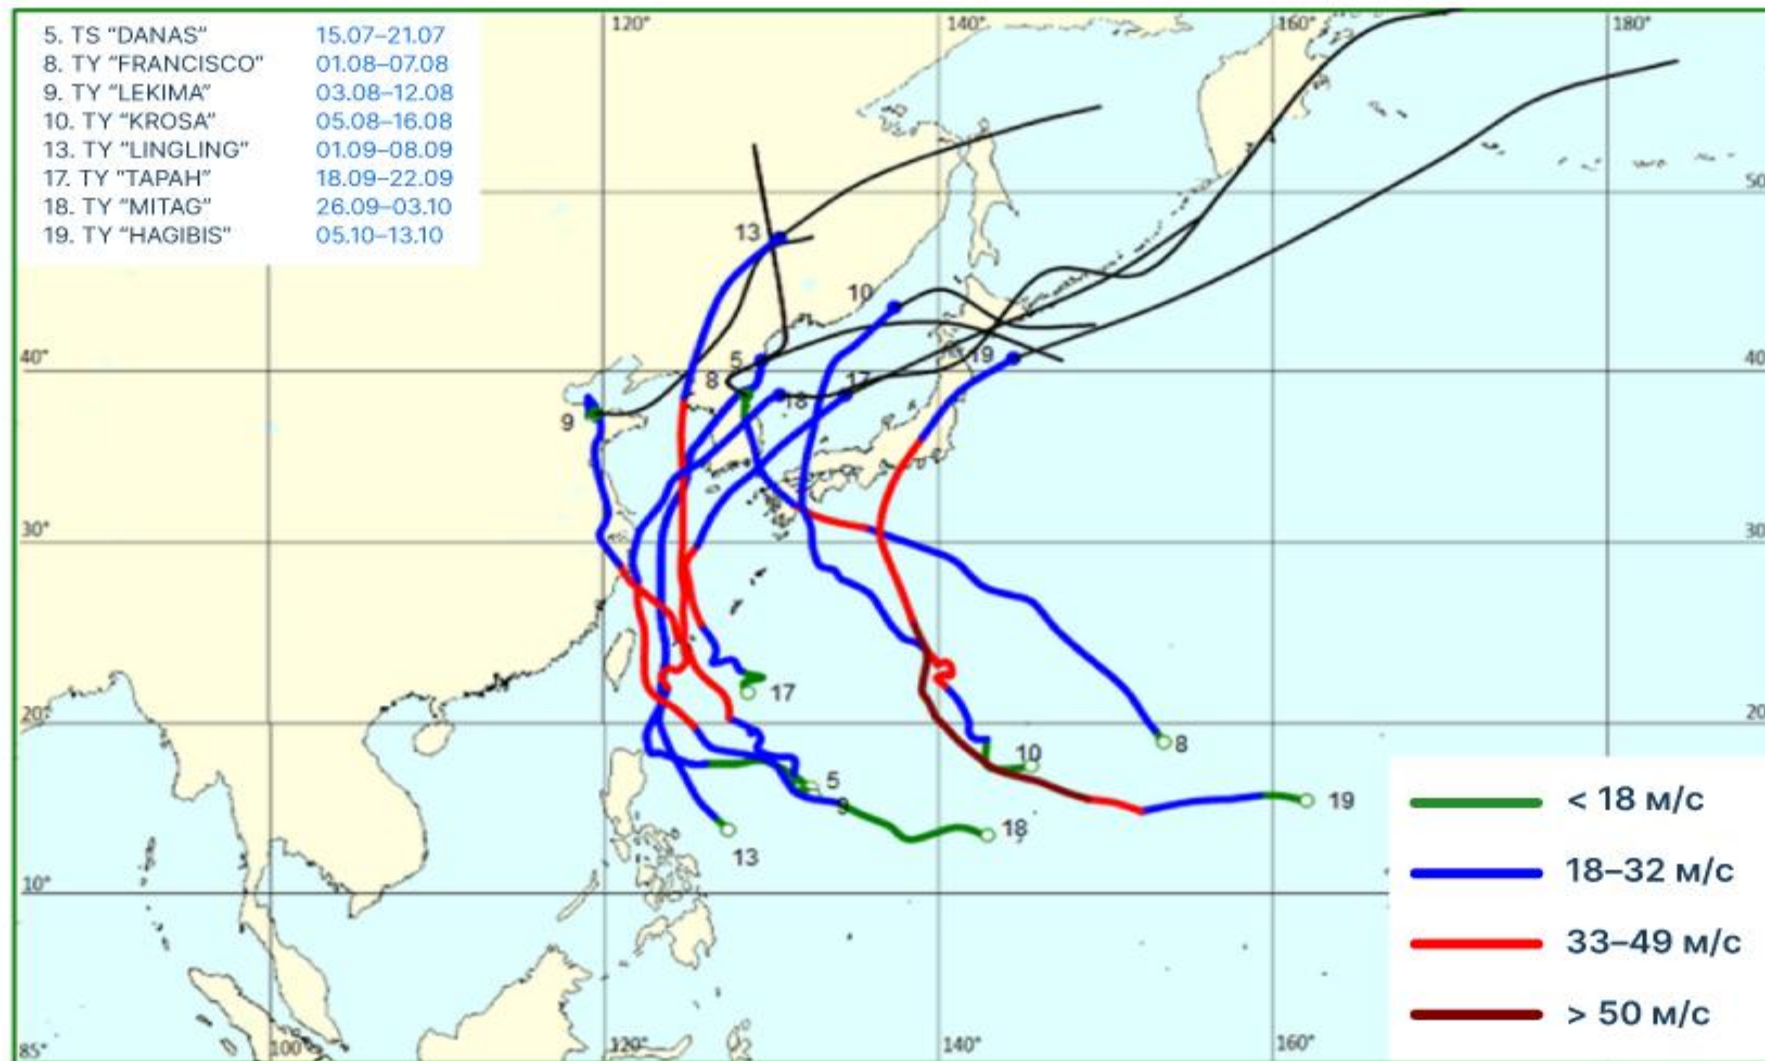 5. TS “DANAS” 15.07–21.07
8. TY “FRANCISCO” 01.08–07.08
9. TY “LEKIMA” 03.08–12.08
10. TY “KROSA” 05.08–16.08
13. TY “LINGLING” 01.09–08.09
17. TY “TAPAH” 18.09–22.09
18. TY “MITAG” 26.09–03.10
19. TY “HAGIBIS” 05.10–13.10
120° 140° 160° 180°
50
13
10
40° 5 19 40
8 17
18
9
30° 30
17
20° 20
8
10
5
9 19
18
13
10°
85° 100° 120° 140° 160°
< 18 м/с
18–32 м/с
33–49 м/с
> 50 м/с